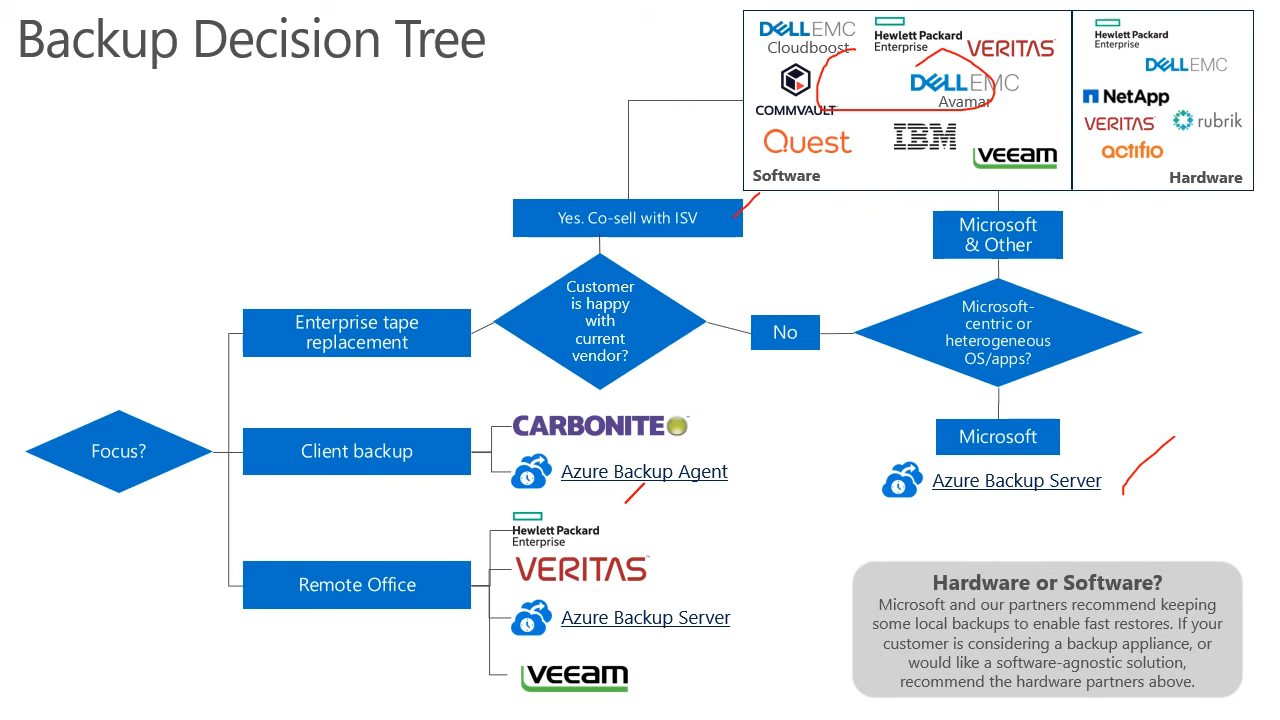 Backup Decision Tree
DELLEMC
Cloudboost
Hewlett Packard
Enterprise
VERITAS
COMMVAULT
DELLEMC
Avamar
Quest
IBM
veeam
Software
Hewlett Packard
Enterprise
DELLEMC
NetApp
VERITAS
rubrik
actifio
Hardware
Yes. Co-sell with ISV
Microsoft
& Other
Customer
is happy
with
current
vendor?
Enterprise tape
replacement
No
Microsoft-
centric or
heterogeneous
OS/apps?
Focus?
Client backup
CARBONITE
Azure Backup Agent
Microsoft
Azure Backup Server
Remote Office
Hewlett Packard
Enterprise
VERITAS
Azure Backup Server
veeam
Hardware or Software?
Microsoft and our partners recommend keeping
some local backups to enable fast restores. If your
customer is considering a backup appliance, or
would like a software-agnostic solution,
recommend the hardware partners above.